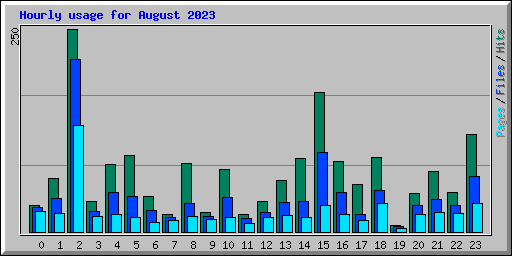 Hourly usage for August 2023
250
Pages/Files/Hits
0 1 2 3 4 5 6 7 8 9 10 11 12 13 14 15 16 17 18 19 20 21 22 23